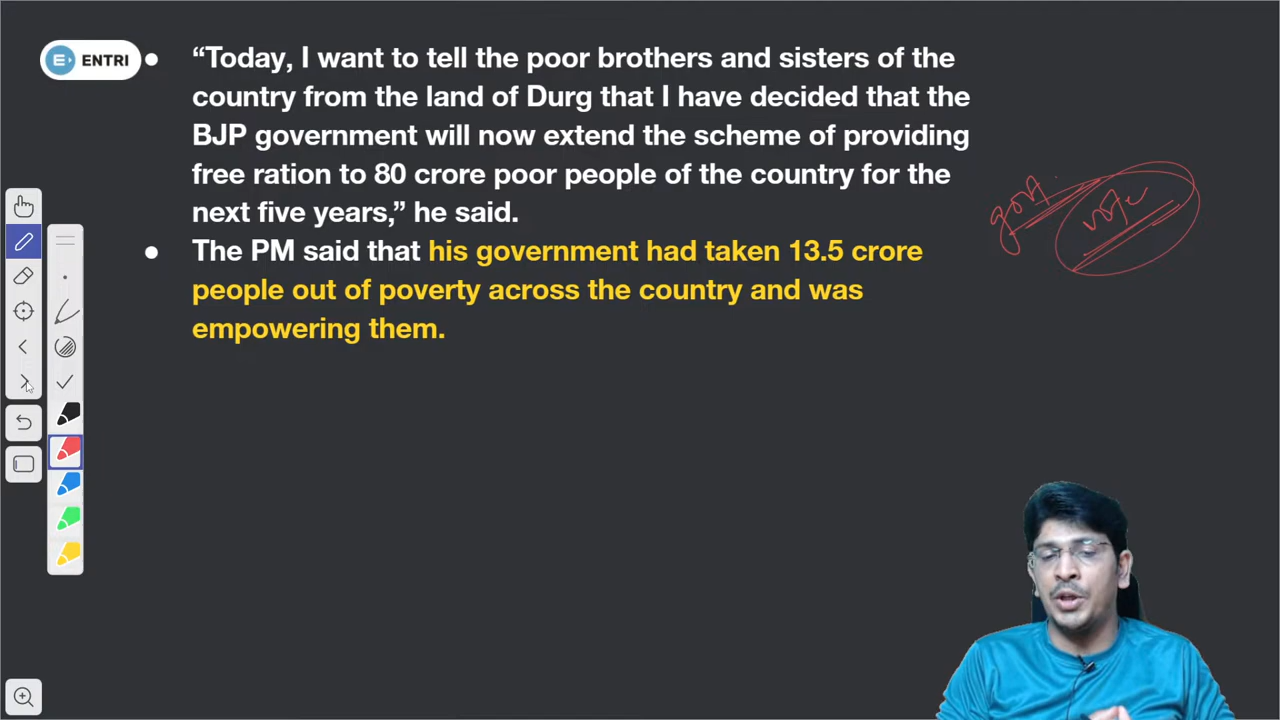 ENTRI
“Today, I want to tell the poor brothers and sisters of the
country from the land of Durg that I have decided that the
BJP government will now extend the scheme of providing
free ration to 80 crore poor people of the country for the
next five years,” he said.
The PM said that his government had taken 13.5 crore
people out of poverty across the country and was
empowering them.
govt.
vote